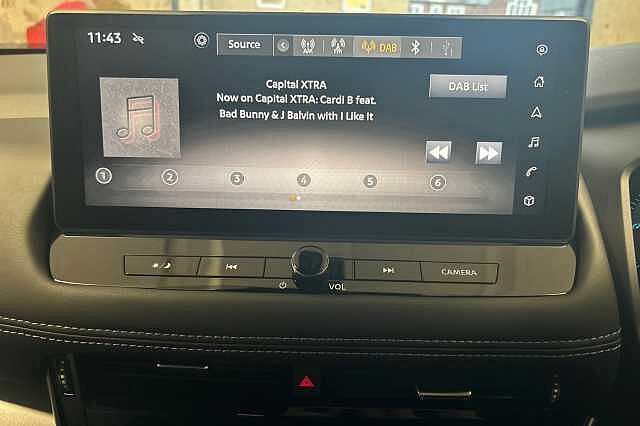 11:43
Source
AM
FM
DAB
Capital XTRA
Now on Capital XTRA: Cardi B feat.
Bad Bunny & J Balvin with I Like It
DAB List
1 2 3 4 5 6
CAMERA
VOL